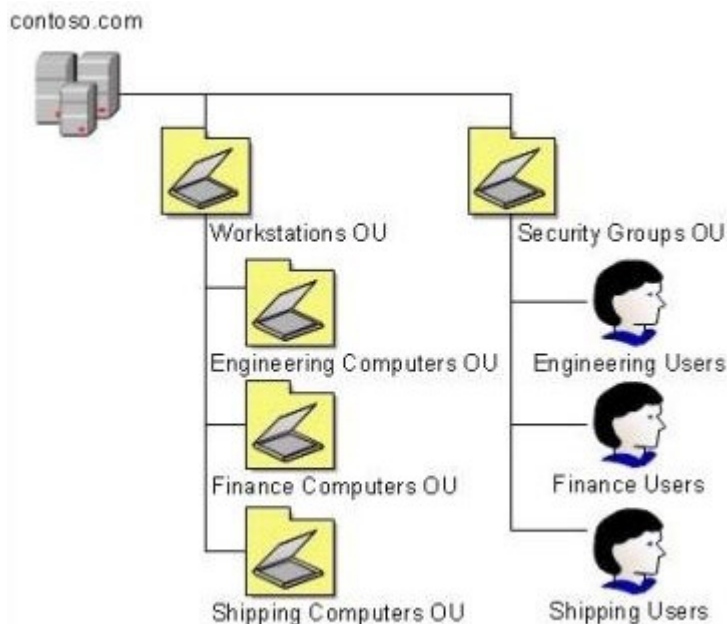 contoso.com
Workstations OU
Security Groups OU
Engineering Computers OU
Engineering Users
Finance Computers OU
Finance Users
Shipping Computers OU
Shipping Users